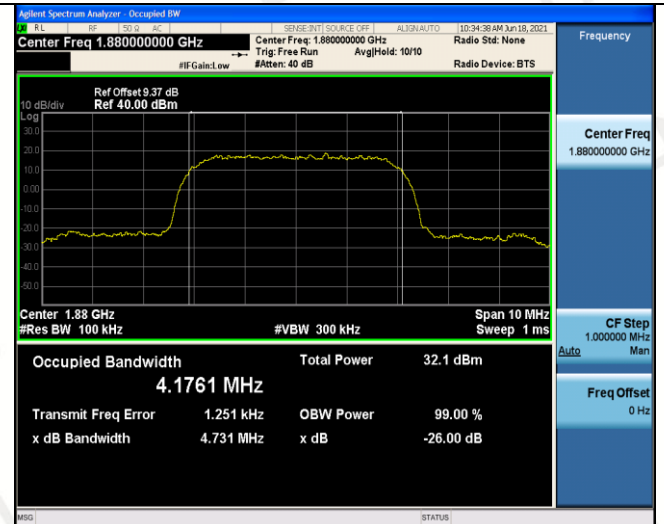 Agilent Spectrum Analyzer - Occupied BW
RL RF 50 Ω AC SENSE:INT SOURCE OFF ALIGNAUTO 10:34:38 AM Jun 18, 2021
Center Freq 1.880000000 GHz
Center Freq: 1.880000000 GHz Radio Std: None
Trig: Free Run Avg|Hold: 10/10
#IFGain:Low #Atten: 40 dB Radio Device: BTS
Frequency
Ref Offset 9.37 dB
10 dB/div Ref 40.00 dBm
Log
30.0
20.0
10.0
0.00
-10.0
-20.0
-30.0
-40.0
-50.0
Center 1.88 GHz Span 10 MHz
#Res BW 100 kHz #VBW 300 kHz Sweep 1 ms
Occupied Bandwidth Total Power 32.1 dBm
4.1761 MHz
Transmit Freq Error 1.251 kHz OBW Power 99.00 %
x dB Bandwidth 4.731 MHz x dB -26.00 dB
Center Freq
1.880000000 GHz
CF Step
1.000000 MHz
Auto Man
Freq Offset
0 Hz
MSG STATUS